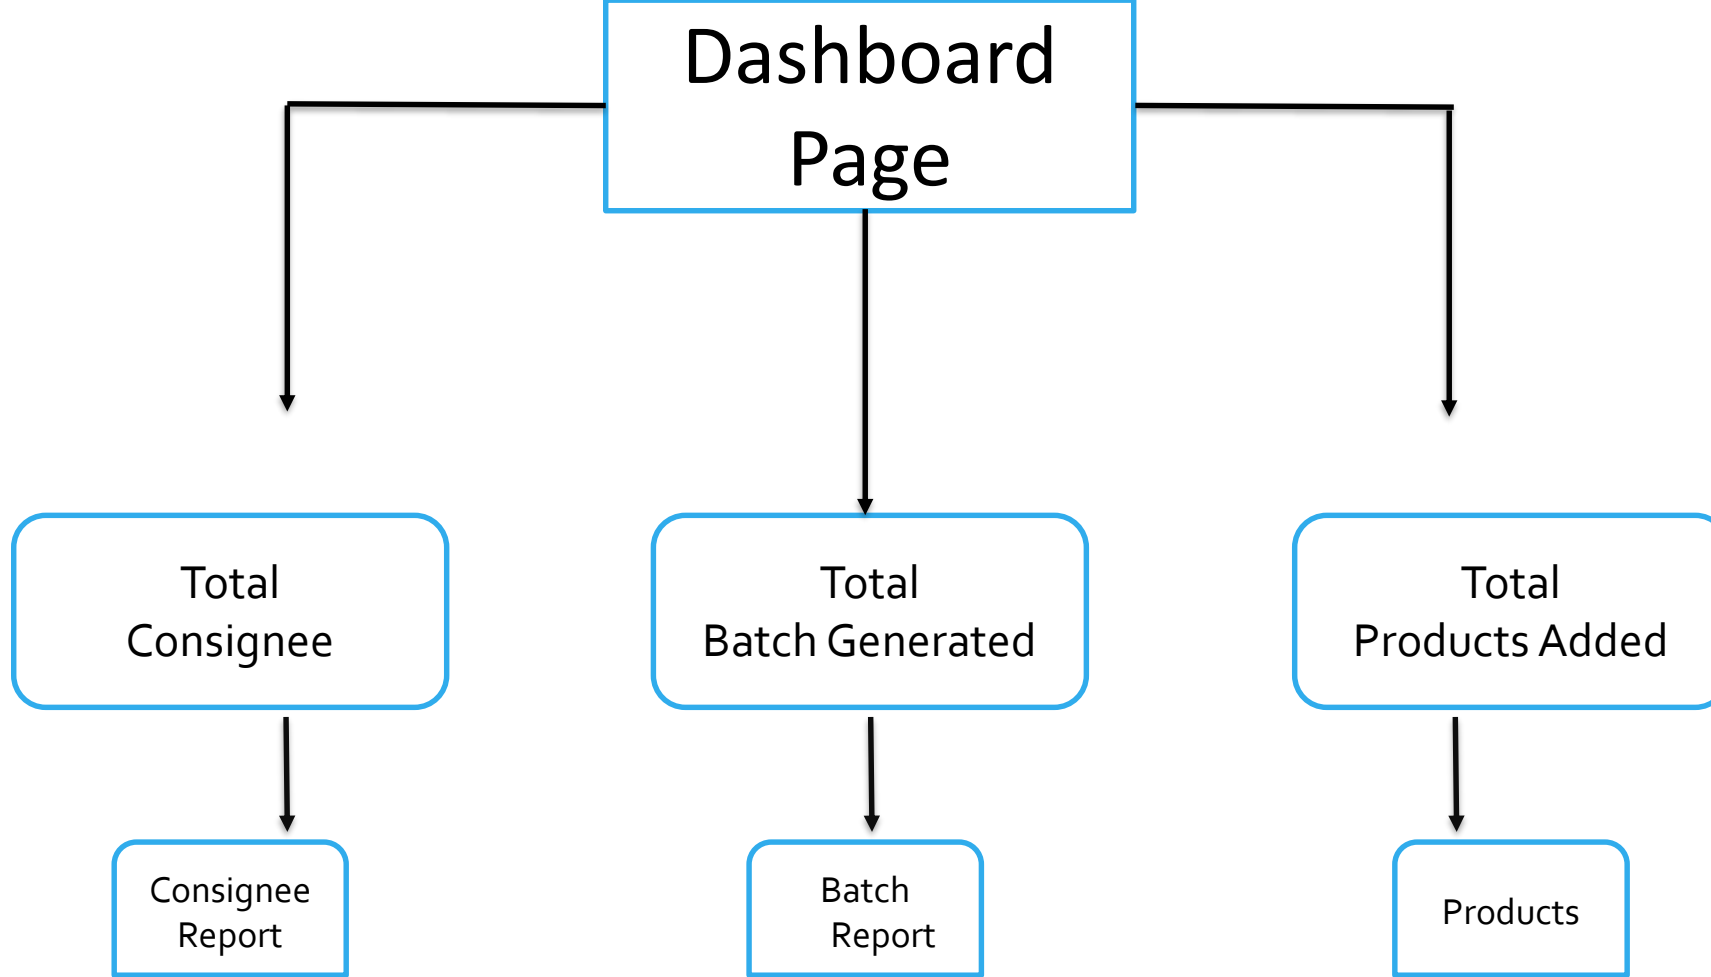 Dashboard
Page
Total
Consignee
Total
Batch Generated
Total
Products Added
Consignee
Report
Batch
Report
Products